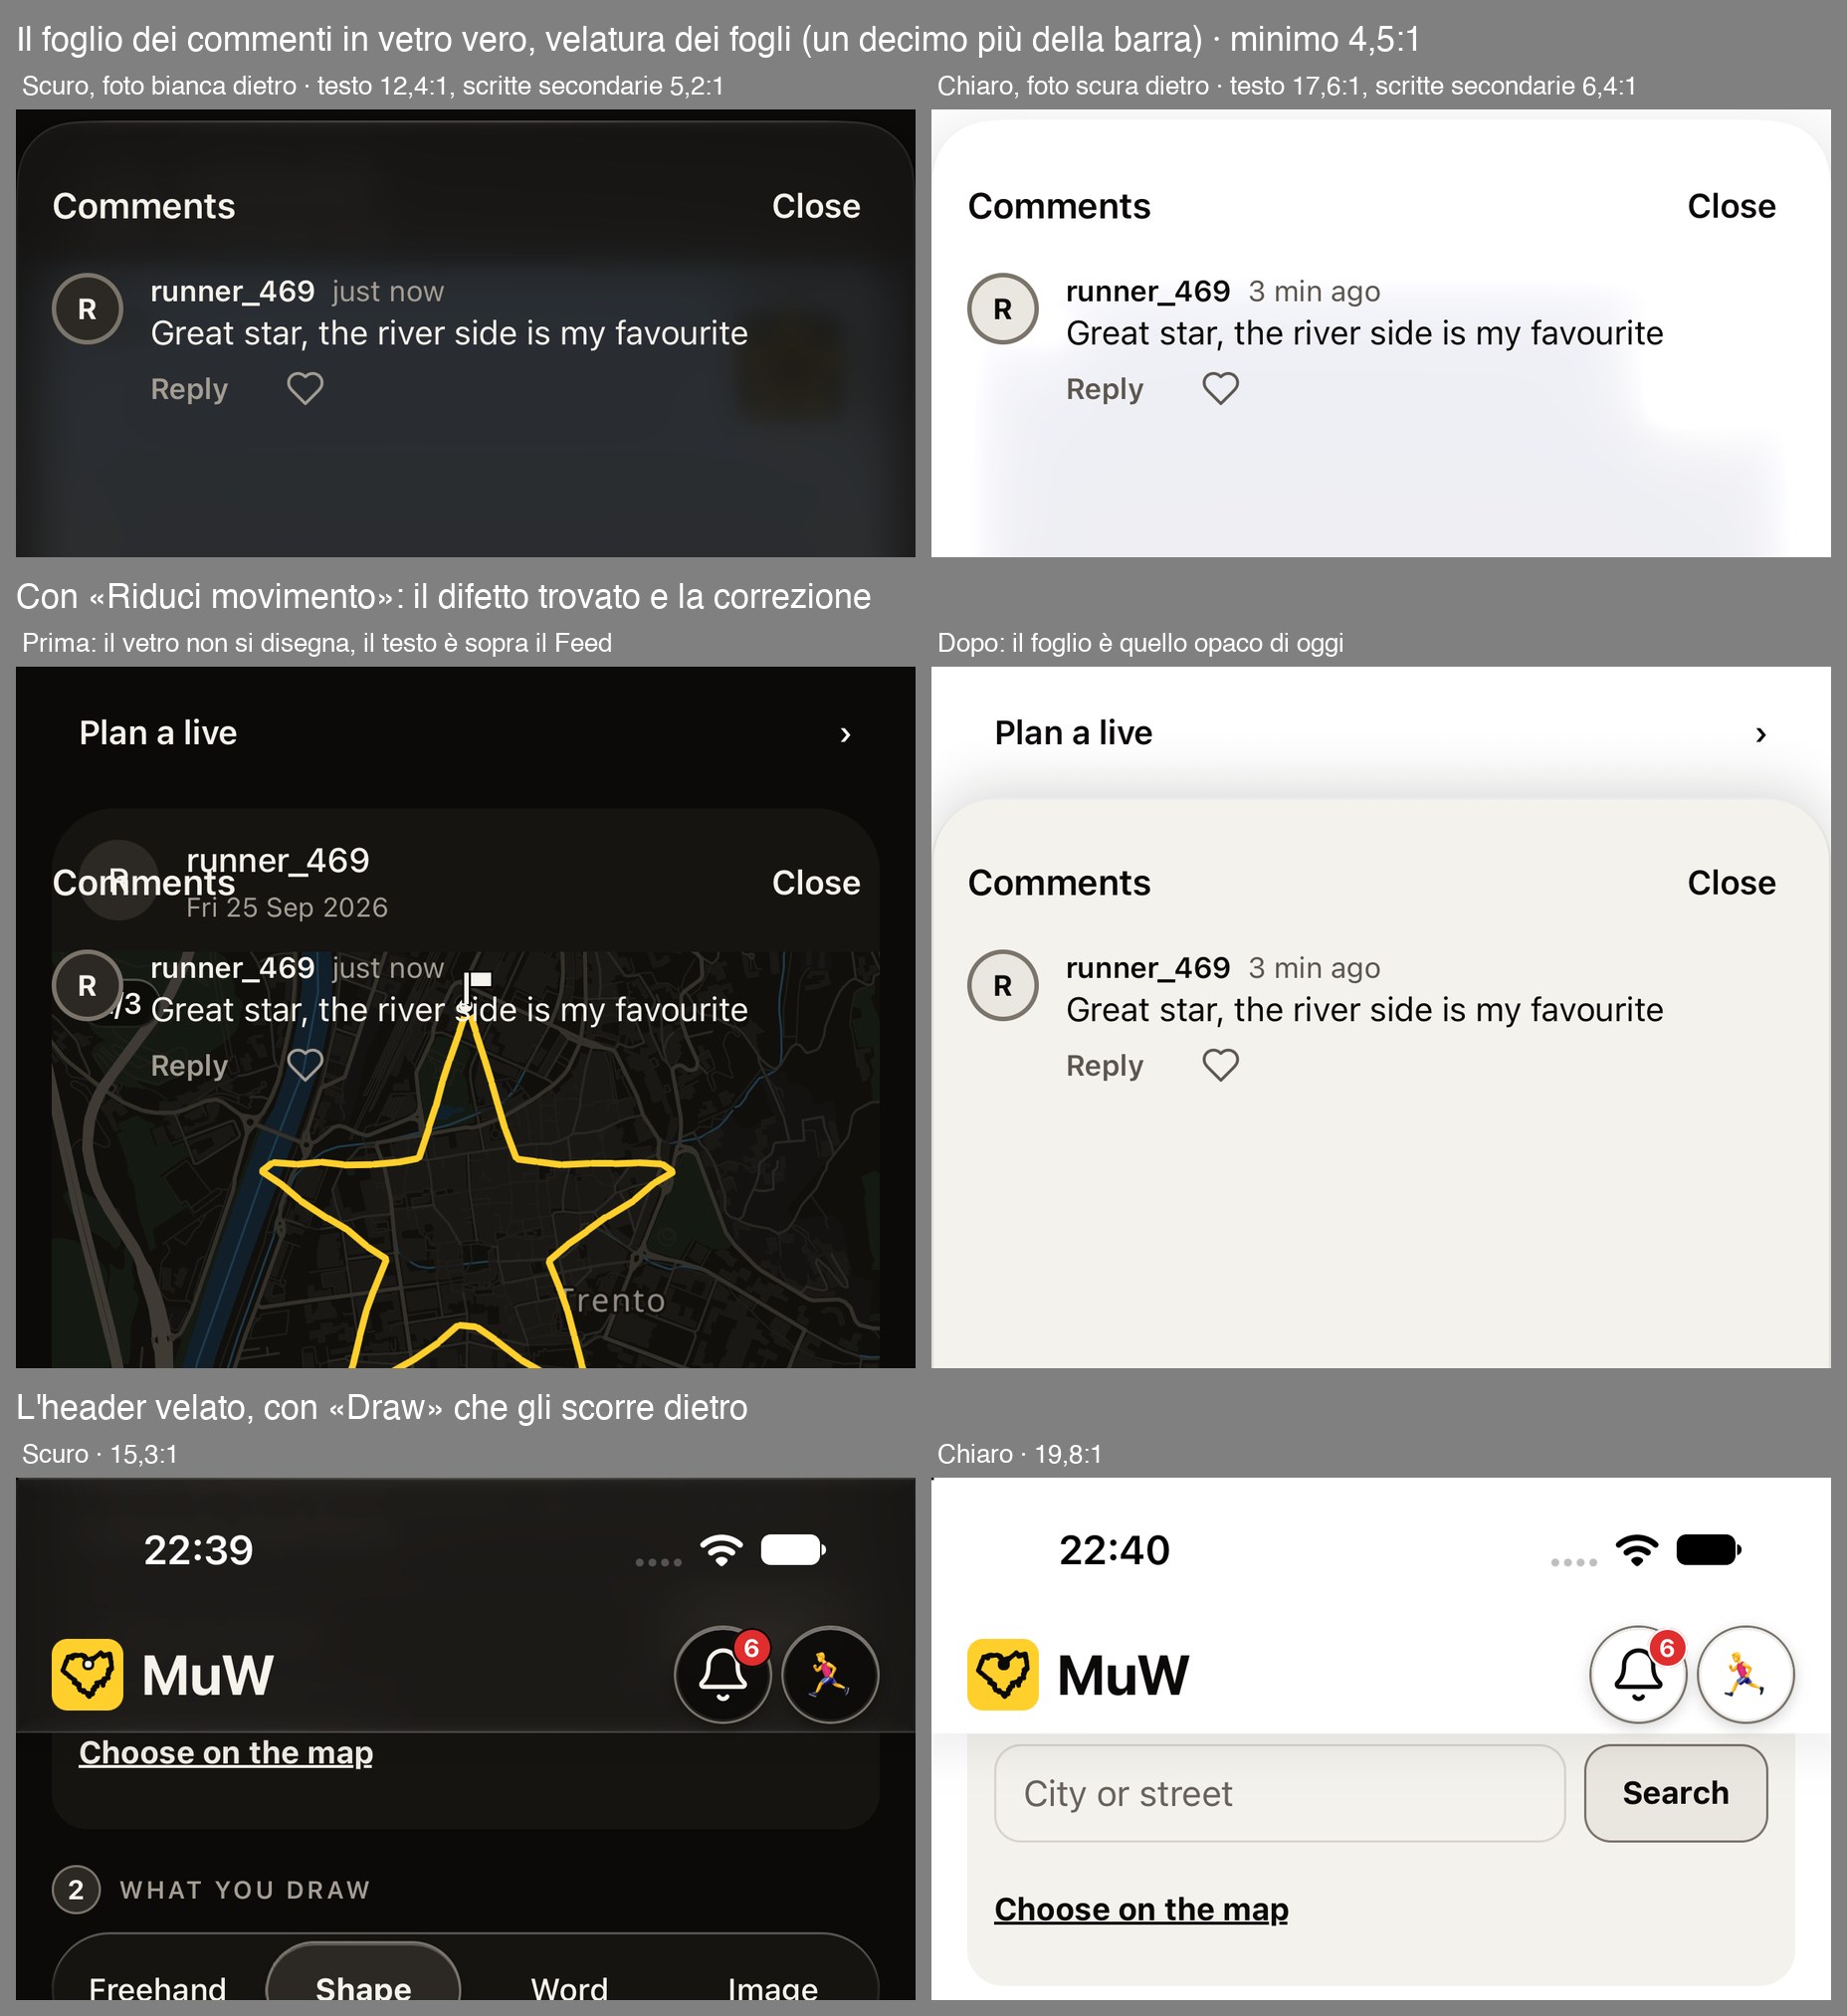 Il foglio dei commenti in vetro vero, velatura dei fogli (un decimo più della barra) · minimo 4,5:1
Scuro, foto bianca dietro · testo 12,4:1, scritte secondarie 5,2:1
Comments
Close
R
runner_469 just now
Great star, the river side is my favourite
Reply
Chiaro, foto scura dietro · testo 17,6:1, scritte secondarie 6,4:1
Comments
Close
R
runner_469 3 min ago
Great star, the river side is my favourite
Reply
Con «Riduci movimento»: il difetto trovato e la correzione
Prima: il vetro non si disegna, il testo è sopra il Feed
Plan a live ›
R
runner_469
Comments
Close
Fri 25 Sep 2026
R
runner_469 just now
/3
Great star, the river side is my favourite
Reply
Trento
Dopo: il foglio è quello opaco di oggi
Plan a live ›
Comments
Close
R
runner_469 3 min ago
Great star, the river side is my favourite
Reply
L'header velato, con «Draw» che gli scorre dietro
Scuro · 15,3:1
22:39
MuW
6
Choose on the map
2 WHAT YOU DRAW
Freehand
Shape
Word
Image
Chiaro · 19,8:1
22:40
MuW
6
City or street
Search
Choose on the map